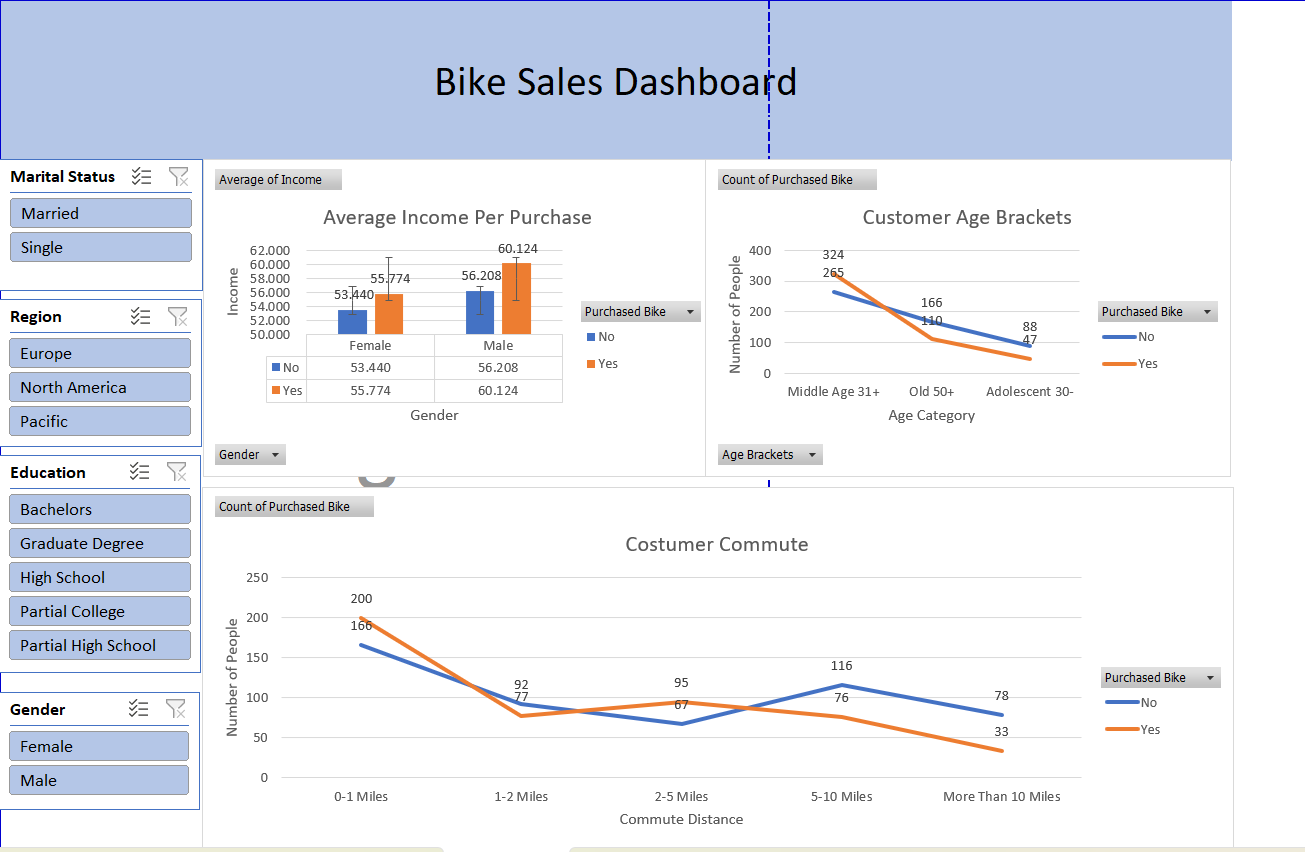 Bike Sales Dashboard
Marital Status
Married
Single
Region
Europe
North America
Pacific
Education
Bachelors
Graduate Degree
High School
Partial College
Partial High School
Gender
Female
Male
Average of Income
Average Income Per Purchase
Income
62.000
60.000
58.000
56.000
54.000
52.000
50.000
53.440
55.774
56.208
60.124
Female Male
No 53.440 56.208
Yes 55.774 60.124
Gender
Purchased Bike
No
Yes
Gender
Count of Purchased Bike
Customer Age Brackets
Number of People
400
300
200
100
0
324
265
166
110
88
47
Middle Age 31+ Old 50+ Adolescent 30-
Age Category
Purchased Bike
No
Yes
Age Brackets
Count of Purchased Bike
Costumer Commute
Number of People
250
200
150
100
50
0
200
166
92
77
95
67
116
76
78
33
0-1 Miles 1-2 Miles 2-5 Miles 5-10 Miles More Than 10 Miles
Commute Distance
Purchased Bike
No
Yes